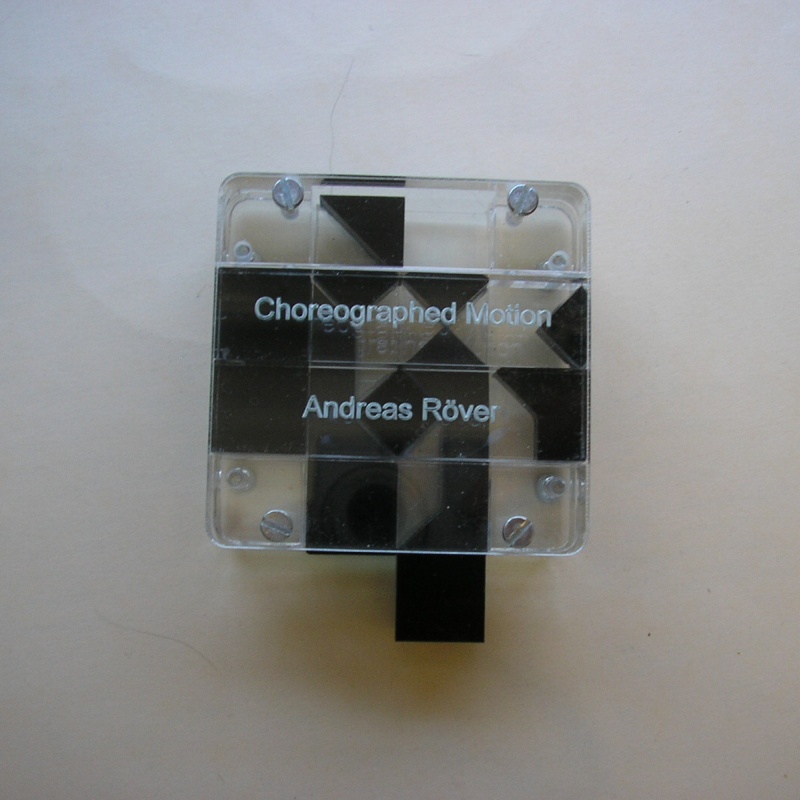 Choreographed Motion
Andreas Röver